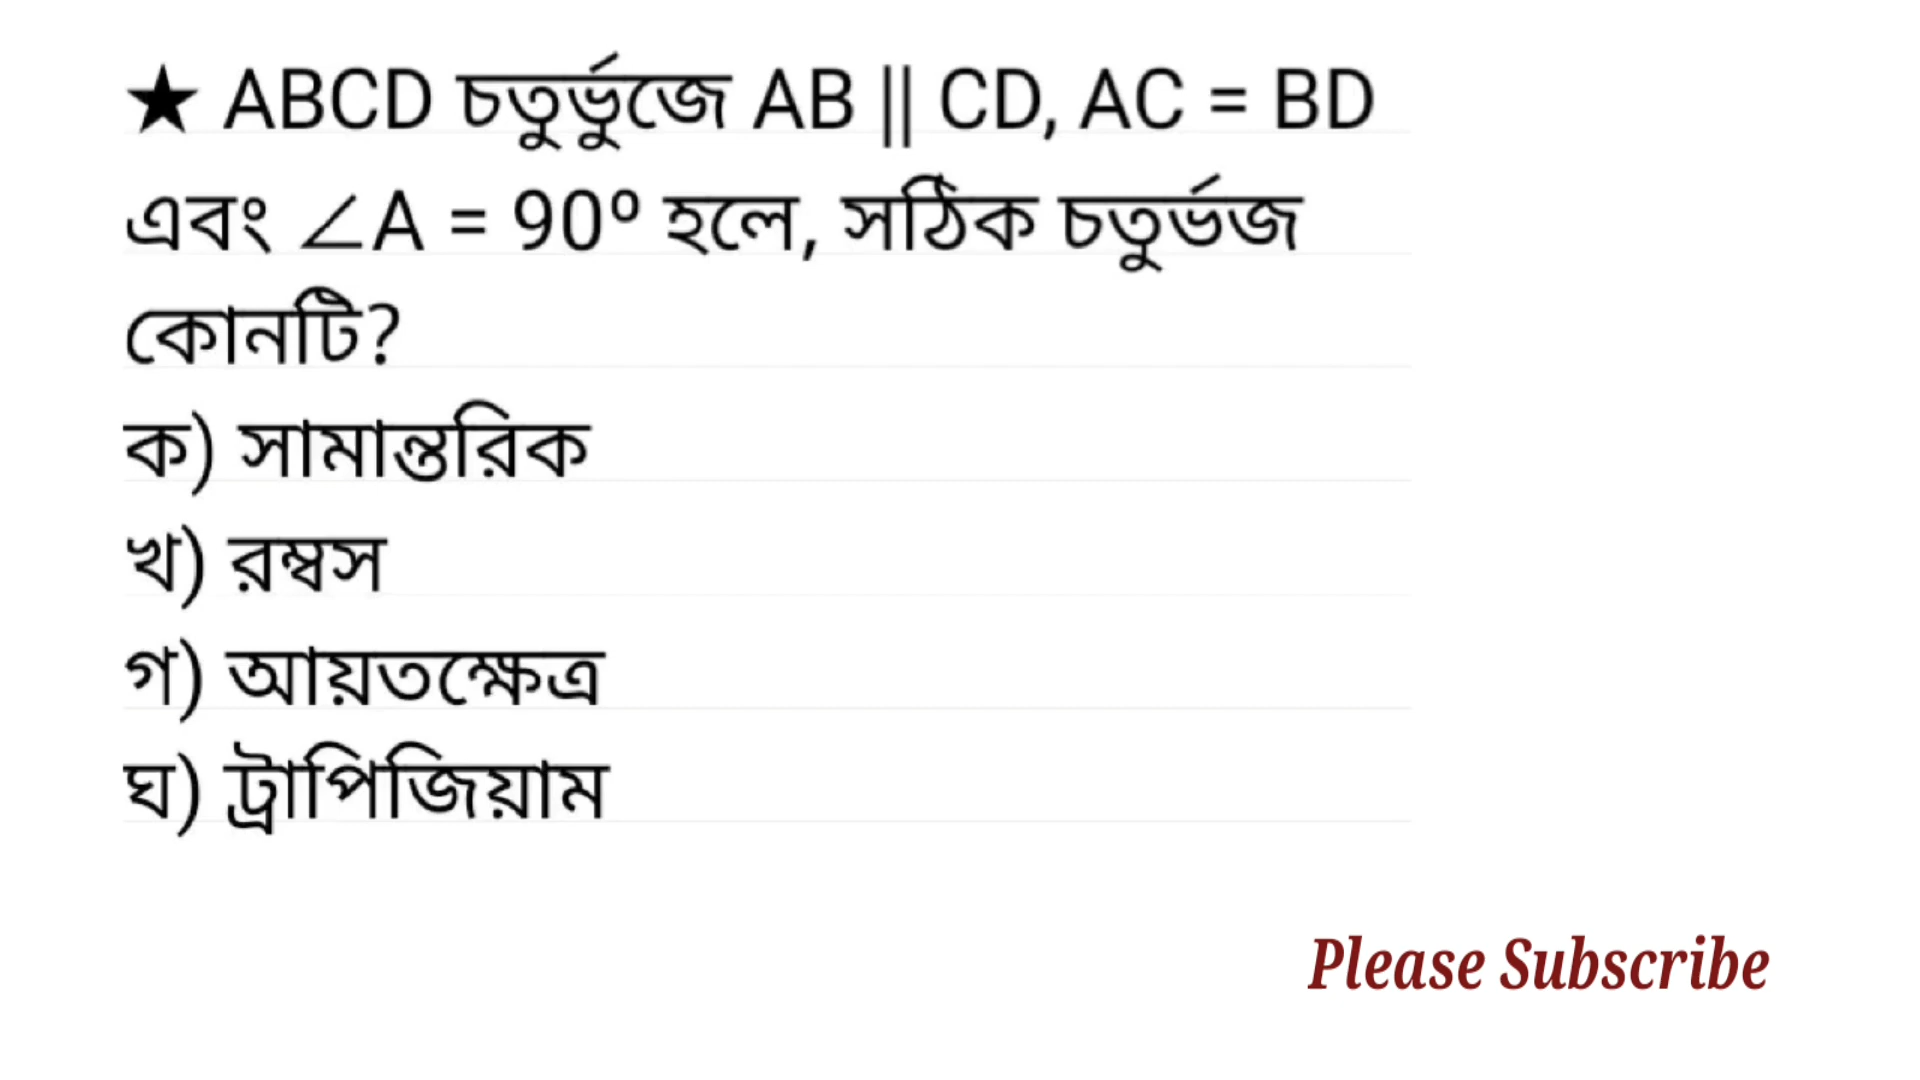 ★ ABCD চতুর্ভুজে AB || CD, AC = BD
এবং ∠A = 90º হলে, সঠিক চতুর্ভজ
কোনটি?
ক) সামান্তরিক
খ) রম্বস
গ) আয়তক্ষেত্র
ঘ) ট্রাপিজিয়াম
Please Subscribe